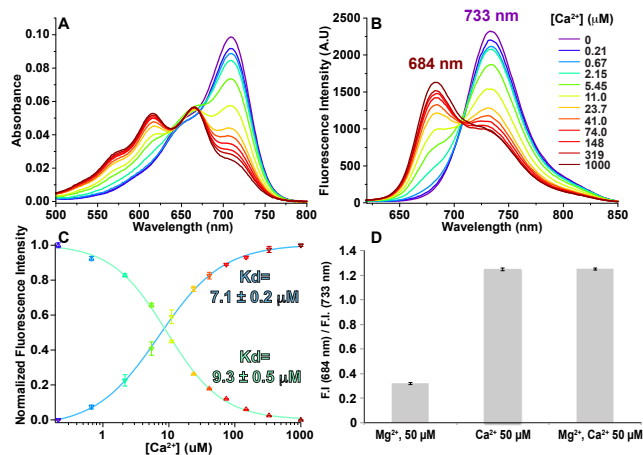 A
Absorbance
0.10
0.08
0.06
0.04
0.02
0.00
500 550 600 650 700 750 800
Wavelength (nm)
B
733 nm
684 nm
Fluorescence Intensity (A.U)
2500
2000
1500
1000
500
0
650 700 750 800 850
Wavelength (nm)
[Ca²⁺] (µM)
0
0.21
0.67
2.15
5.45
11.0
23.7
41.0
74.0
148
319
1000
C
Normalized Fluorescence Intensity
1.0
0.8
0.6
0.4
0.2
0.0
Kd=
7.1 ± 0.2 µM
Kd=
9.3 ± 0.5 µM
1 10 100 1000
[Ca²⁺] (uM)
D
F.I (684 nm) / F.I. (733 nm)
1.4
1.2
1.0
0.8
0.6
0.4
0.2
0
Mg²⁺, 50 µM Ca²⁺ 50 µM Mg²⁺, Ca²⁺ 50 µM